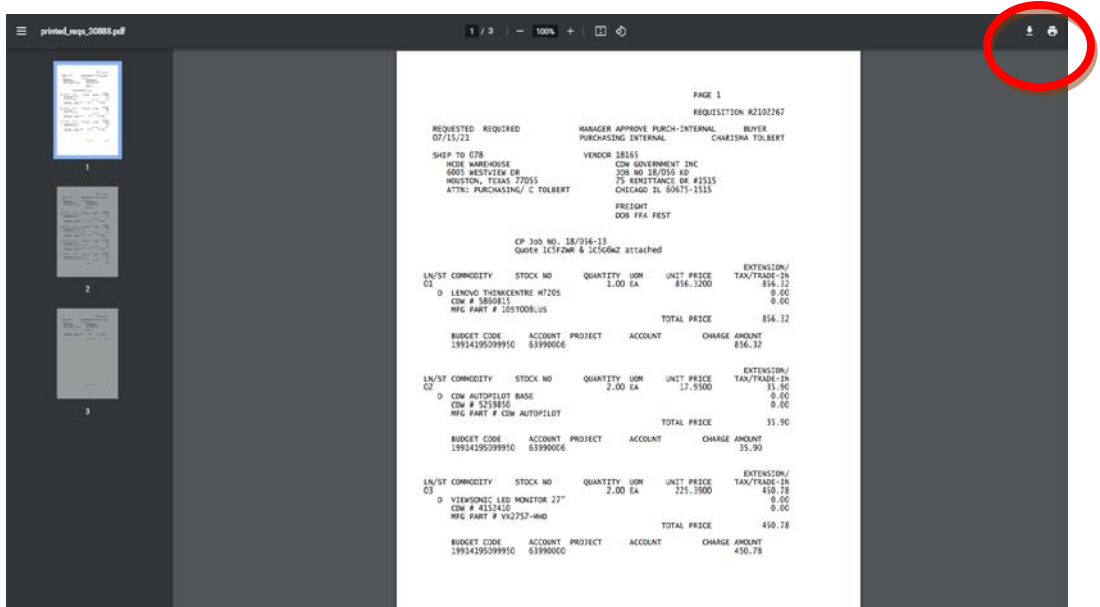 printed_reqs_30888.pdf
1 / 3 — 100% +
1
2
3
PAGE 1
REQUISITION R2102267
REQUESTED REQUIRED MANAGER APPROVE PURCH-INTERNAL BUYER
07/15/21 PURCHASING INTERNAL CHARISMA TOLBERT
SHIP TO 078 VENDOR 18165
HCDE WAREHOUSE CDW GOVERNMENT INC
6005 WESTVIEW DR JOB NO 18/056 KD
HOUSTON, TEXAS 77055 75 REMITTANCE DR #1515
ATTN: PURCHASING/ C TOLBERT CHICAGO IL 60675-1515
FREIGHT
DOB FFA FEST
CP Job NO. 18/056-13
Quote 1C5FZWR & 1C5G6WZ attached
EXTENSION/
LN/ST COMMODITY STOCK NO QUANTITY UOM UNIT PRICE TAX/TRADE-IN
01 1.00 EA 856.3200 856.32
O LENOVO THINKCENTRE M720S 0.00
CDW # 5860815 0.00
MFG PART # 10ST008LUS
TOTAL PRICE 856.32
BUDGET CODE ACCOUNT PROJECT ACCOUNT CHARGE AMOUNT
19914195099950 63990006 856.32
EXTENSION/
LN/ST COMMODITY STOCK NO QUANTITY UOM UNIT PRICE TAX/TRADE-IN
02 2.00 EA 17.9500 35.90
O CDW AUTOPILOT BASE 0.00
CDW # 5259850 0.00
MFG PART # CDW AUTOPILOT
TOTAL PRICE 35.90
BUDGET CODE ACCOUNT PROJECT ACCOUNT CHARGE AMOUNT
19914195099950 63990006 35.90
EXTENSION/
LN/ST COMMODITY STOCK NO QUANTITY UOM UNIT PRICE TAX/TRADE-IN
03 2.00 EA 225.3900 450.78
O VIEWSONIC LED MONITOR 27" 0.00
CDW # 4152410 0.00
MFG PART # VX2757-MHD
TOTAL PRICE 450.78
BUDGET CODE ACCOUNT PROJECT ACCOUNT CHARGE AMOUNT
19914195099950 63990000 450.78